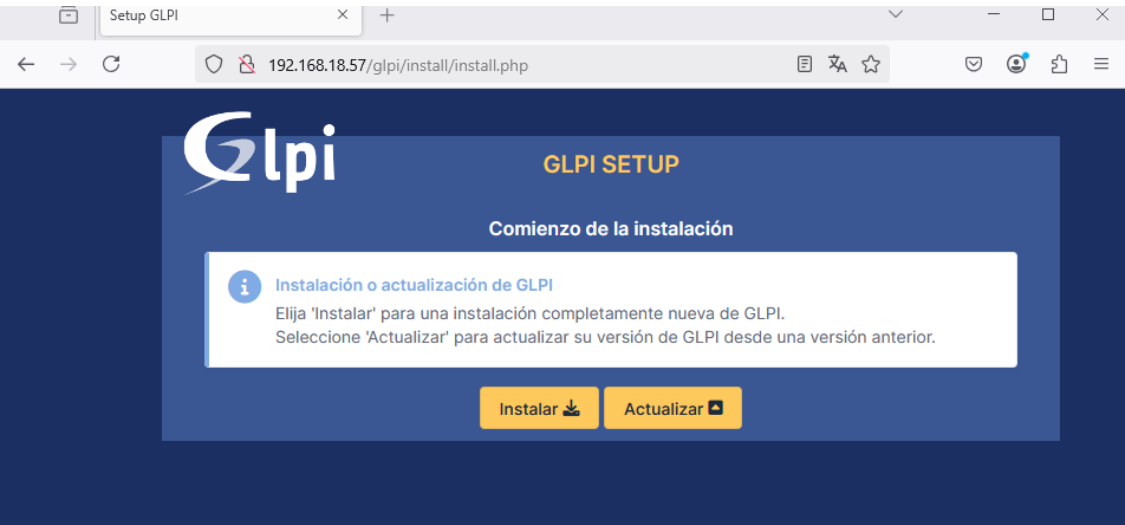 Setup GLPI
192.168.18.57/glpi/install/install.php
Glpi
GLPI SETUP
Comienzo de la instalación
Instalación o actualización de GLPI
Elija 'Instalar' para una instalación completamente nueva de GLPI.
Seleccione 'Actualizar' para actualizar su versión de GLPI desde una versión anterior.
Instalar
Actualizar